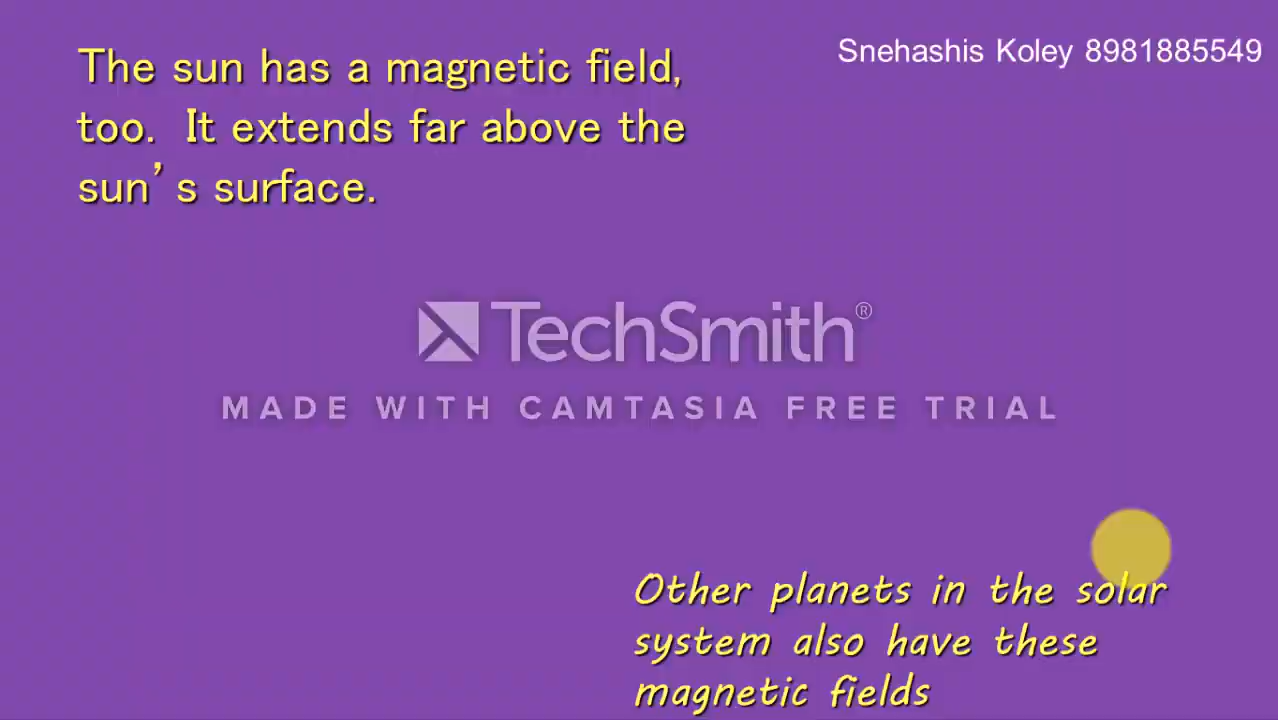 The sun has a magnetic field,
too. It extends far above the
sun's surface.
Snehashis Koley 8981885549
TechSmith®
MADE WITH CAMTASIA FREE TRIAL
Other planets in the solar
system also have these
magnetic fields